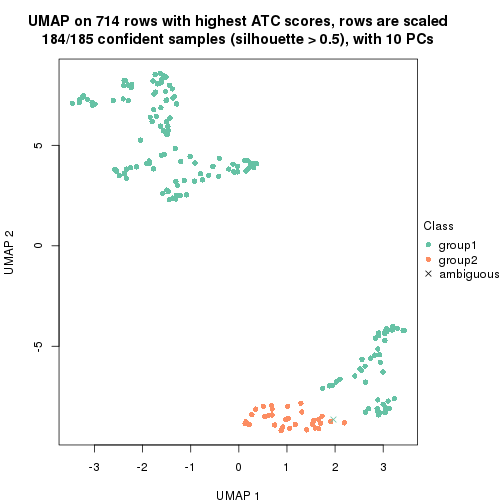 UMAP on 714 rows with highest ATC scores, rows are scaled
184/185 confident samples (silhouette > 0.5), with 10 PCs
5
0
-5
UMAP 2
-3 -2 -1 0 1 2 3
UMAP 1
Class
group1
group2
ambiguous